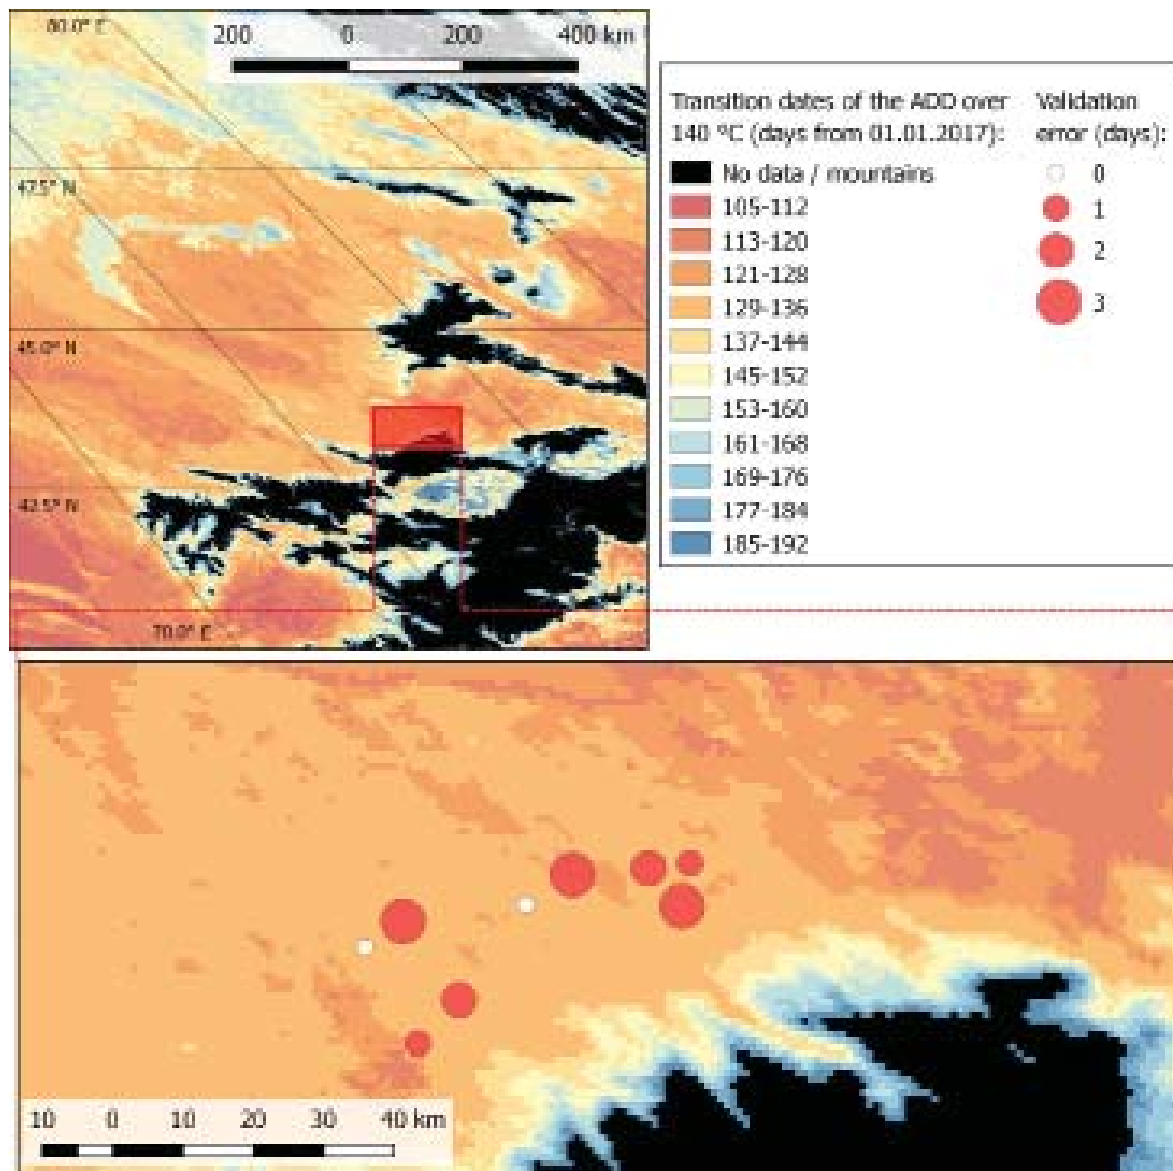 80.0° E
200 0 200 400 km
47.5° N
45.0° N
42.5° N
70.0° E
Transition dates of the ADD over
140 ºC (days from 01.01.2017):
No data / mountains
105-112
113-120
121-128
129-136
137-144
145-152
153-160
161-168
169-176
177-184
185-192
Validation
error (days):
0
1
2
3
10 0 10 20 30 40 km